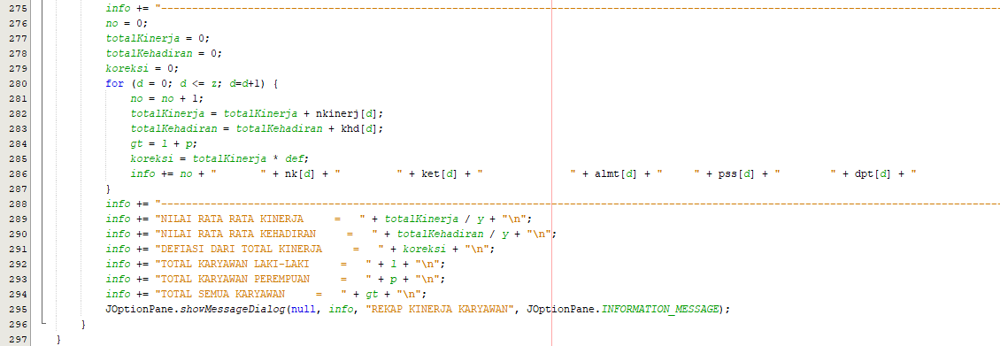 275 info += "--------------------------------------------------------------------------------------------------------------------------------------
276 no = 0;
277 totalKinerja = 0;
278 totalKehadiran = 0;
279 koreksi = 0;
280 for (d = 0; d <= z; d=d+1) {
281 no = no + 1;
282 totalKinerja = totalKinerja + nkinerj[d];
283 totalKehadiran = totalKehadiran + khd[d];
284 gt = l + p;
285 koreksi = totalKinerja * def;
286 info += no + "       " + nk[d] + "         " + ket[d] + "              " + almt[d] + "     " + pss[d] + "        " + dpt[d] + "
287 }
288 info += "--------------------------------------------------------------------------------------------------------------------------------------
289 info += "NILAI RATA RATA KINERJA     =   " + totalKinerja / y + "\n";
290 info += "NILAI RATA RATA KEHADIRAN     =   " + totalKehadiran / y + "\n";
291 info += "DEFIASI DARI TOTAL KINERJA     =   " + koreksi + "\n";
292 info += "TOTAL KARYAWAN LAKI-LAKI     =   " + l + "\n";
293 info += "TOTAL KARYAWAN PEREMPUAN     =   " + p + "\n";
294 info += "TOTAL SEMUA KARYAWAN     =   " + gt + "\n";
295 JOptionPane.showMessageDialog(null, info, "REKAP KINERJA KARYAWAN", JOptionPane.INFORMATION_MESSAGE);
296 }
297 }